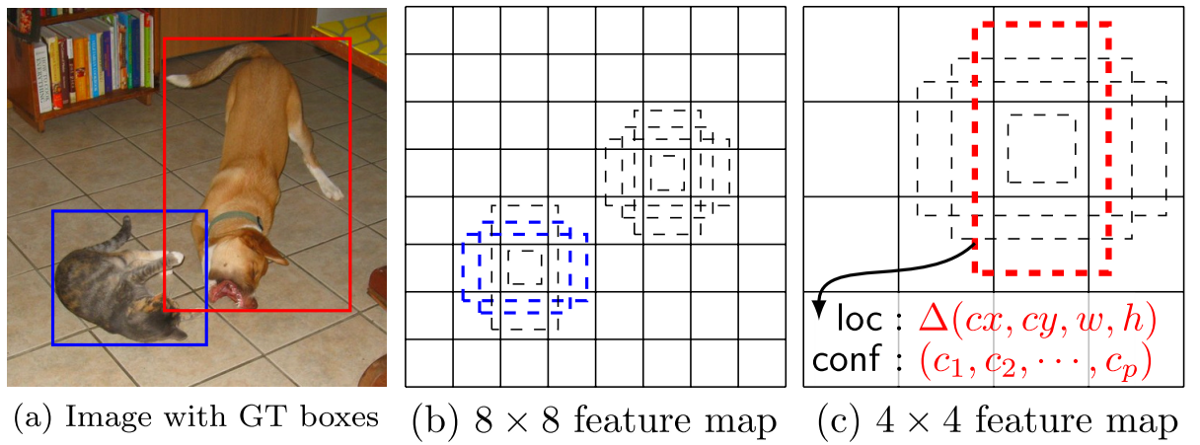 loc : Δ(cx, cy, w, h)
conf : (c₁, c₂, ⋯, cₚ)
(a) Image with GT boxes
(b) 8 × 8 feature map
(c) 4 × 4 feature map